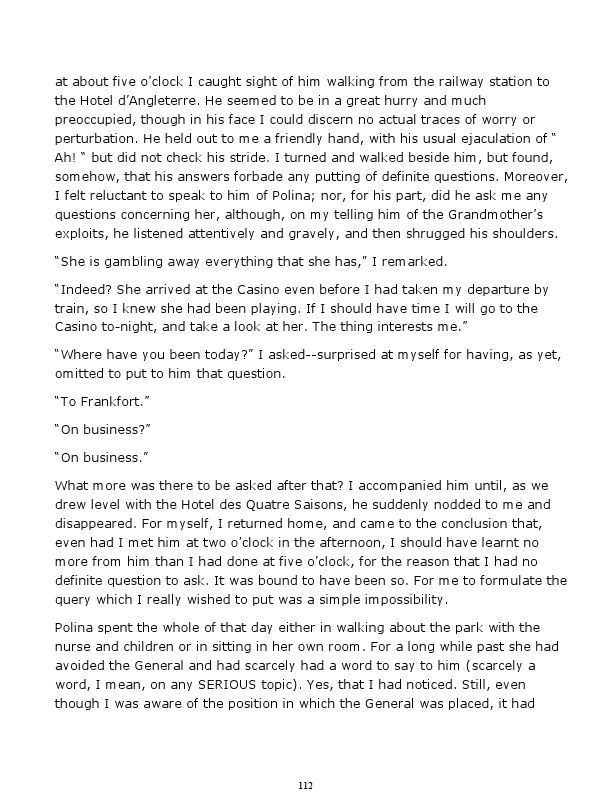 at about five o’clock I caught sight of him walking from the railway station to
the Hotel d’Angleterre. He seemed to be in a great hurry and much
preoccupied, though in his face I could discern no actual traces of worry or
perturbation. He held out to me a friendly hand, with his usual ejaculation of “
Ah! “ but did not check his stride. I turned and walked beside him, but found,
somehow, that his answers forbade any putting of definite questions. Moreover,
I felt reluctant to speak to him of Polina; nor, for his part, did he ask me any
questions concerning her, although, on my telling him of the Grandmother’s
exploits, he listened attentively and gravely, and then shrugged his shoulders.
“She is gambling away everything that she has,” I remarked.
“Indeed? She arrived at the Casino even before I had taken my departure by
train, so I knew she had been playing. If I should have time I will go to the
Casino to-night, and take a look at her. The thing interests me.”
“Where have you been today?” I asked--surprised at myself for having, as yet,
omitted to put to him that question.
“To Frankfort.”
“On business?”
“On business.”
What more was there to be asked after that? I accompanied him until, as we
drew level with the Hotel des Quatre Saisons, he suddenly nodded to me and
disappeared. For myself, I returned home, and came to the conclusion that,
even had I met him at two o’clock in the afternoon, I should have learnt no
more from him than I had done at five o’clock, for the reason that I had no
definite question to ask. It was bound to have been so. For me to formulate the
query which I really wished to put was a simple impossibility.
Polina spent the whole of that day either in walking about the park with the
nurse and children or in sitting in her own room. For a long while past she had
avoided the General and had scarcely had a word to say to him (scarcely a
word, I mean, on any SERIOUS topic). Yes, that I had noticed. Still, even
though I was aware of the position in which the General was placed, it had
112